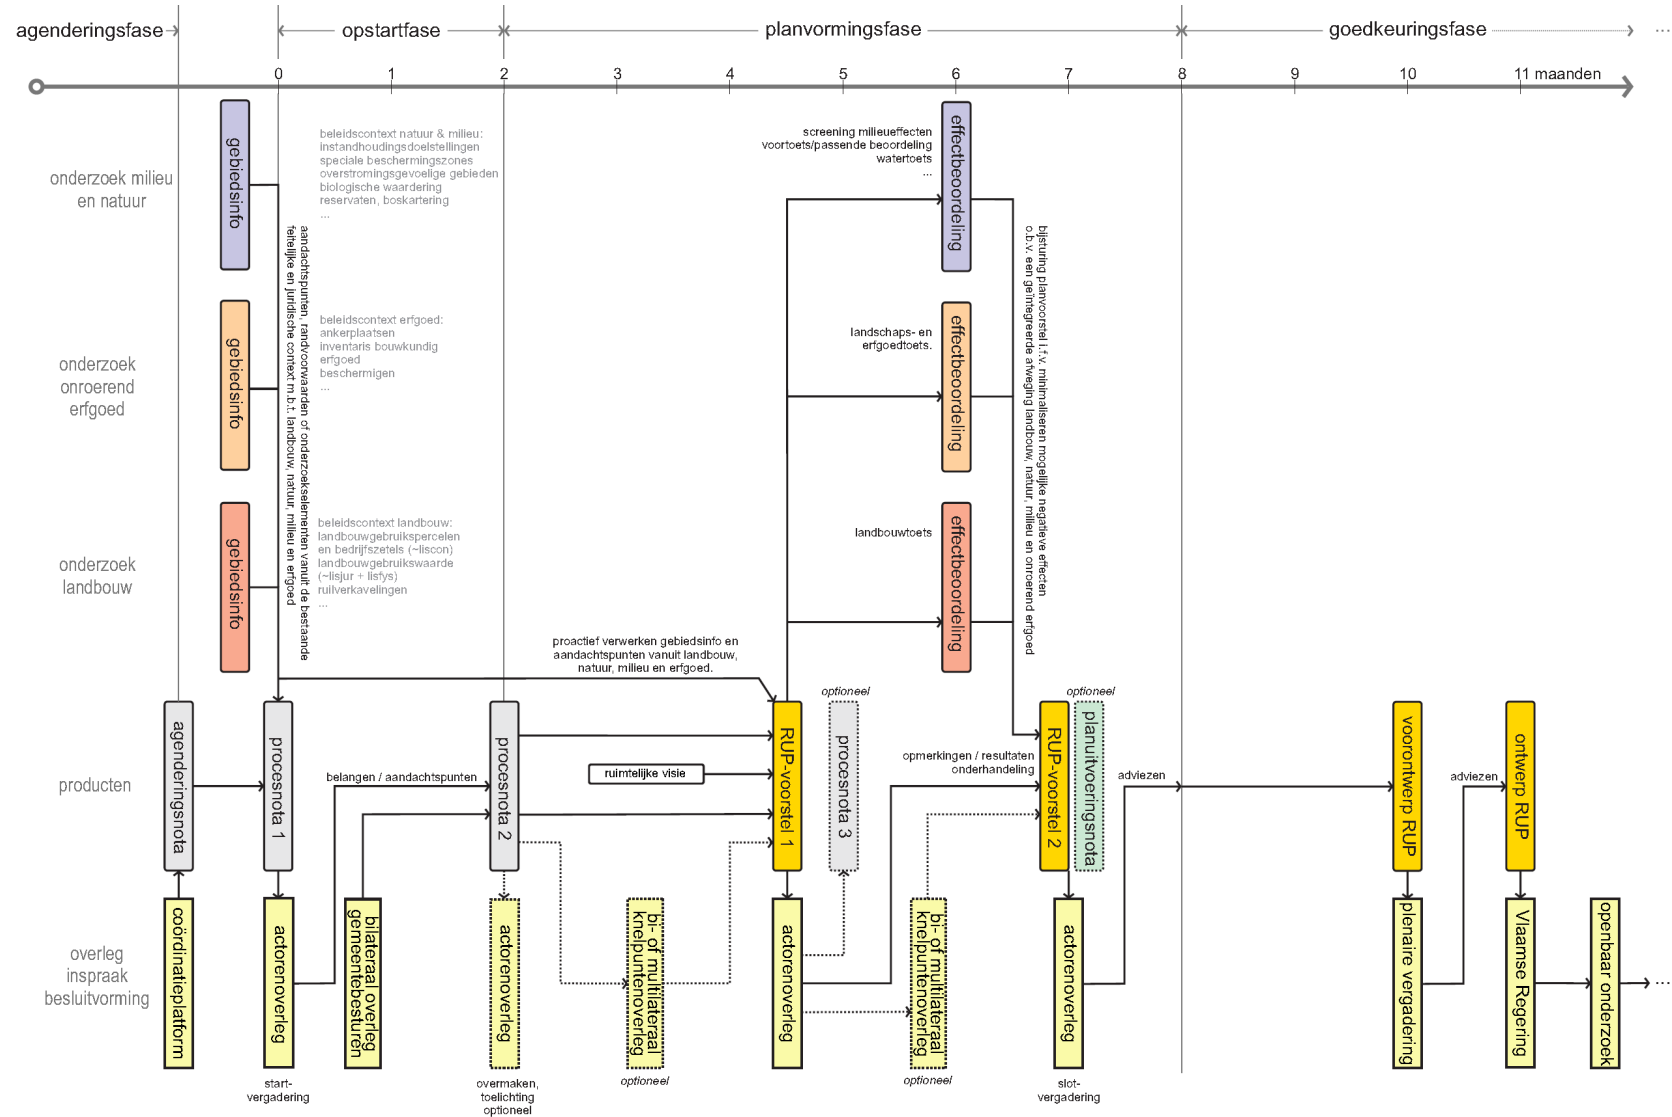 agenderingsfase
opstartfase
planvormingsfase
goedkeuringsfase
...
0
1
2
3
4
5
6
7
8
9
10
11 maanden
onderzoek milieu
en natuur
gebiedsinfo
beleidscontext natuur & milieu:
instandhoudingsdoelstellingen
speciale beschermingszones
overstromingsgevoelige gebieden
biologische waardering
reservaten, boskartering
...
screening milieueffecten
voortoets/passende beoordeling
watertoets
...
effectbeoordeling
aandachtspunten, randvoorwaarden of onderzoekselementen vanuit de bestaande
feitelijke en juridische context m.b.t. landbouw, natuur, milieu en erfgoed
bijsturing planvoorstel i.f.v. minimaliseren mogelijke negatieve effecten
o.b.v. een geïntegreerde afweging landbouw, natuur, milieu en onroerend erfgoed
onderzoek
onroerend
erfgoed
gebiedsinfo
beleidscontext erfgoed:
ankerplaatsen
inventaris bouwkundig
erfgoed
beschermigen
...
landschaps- en
erfgoedtoets.
effectbeoordeling
onderzoek
landbouw
gebiedsinfo
beleidscontext landbouw:
landbouwgebruikspercelen
en bedrijfszetels (~liscon)
landbouwgebruikswaarde
(~lisjur + lisfys)
ruilverkavelingen
...
landbouwtoets
effectbeoordeling
proactief verwerken gebiedsinfo en
aandachtspunten vanuit landbouw,
natuur, milieu en erfgoed.
producten
agenderingsnota
procesnota 1
belangen / aandachtspunten
procesnota 2
ruimtelijke visie
RUP-voorstel 1
optioneel
procesnota 3
opmerkingen / resultaten
onderhandeling
RUP-voorstel 2
optioneel
planuitvoeringsnota
adviezen
voorontwerp RUP
adviezen
ontwerp RUP
overleg
inspraak
besluitvorming
coördinatieplatform
actorenoverleg
start-
vergadering
bilateraal overleg
gemeentebesturen
actorenoverleg
overmaken,
toelichting
optioneel
bi- of multilateraal
knelpuntenoverleg
optioneel
actorenoverleg
bi- of multilateraal
knelpuntenoverleg
optioneel
actorenoverleg
slot-
vergadering
plenaire vergadering
Vlaamse Regering
openbaar onderzoek
...